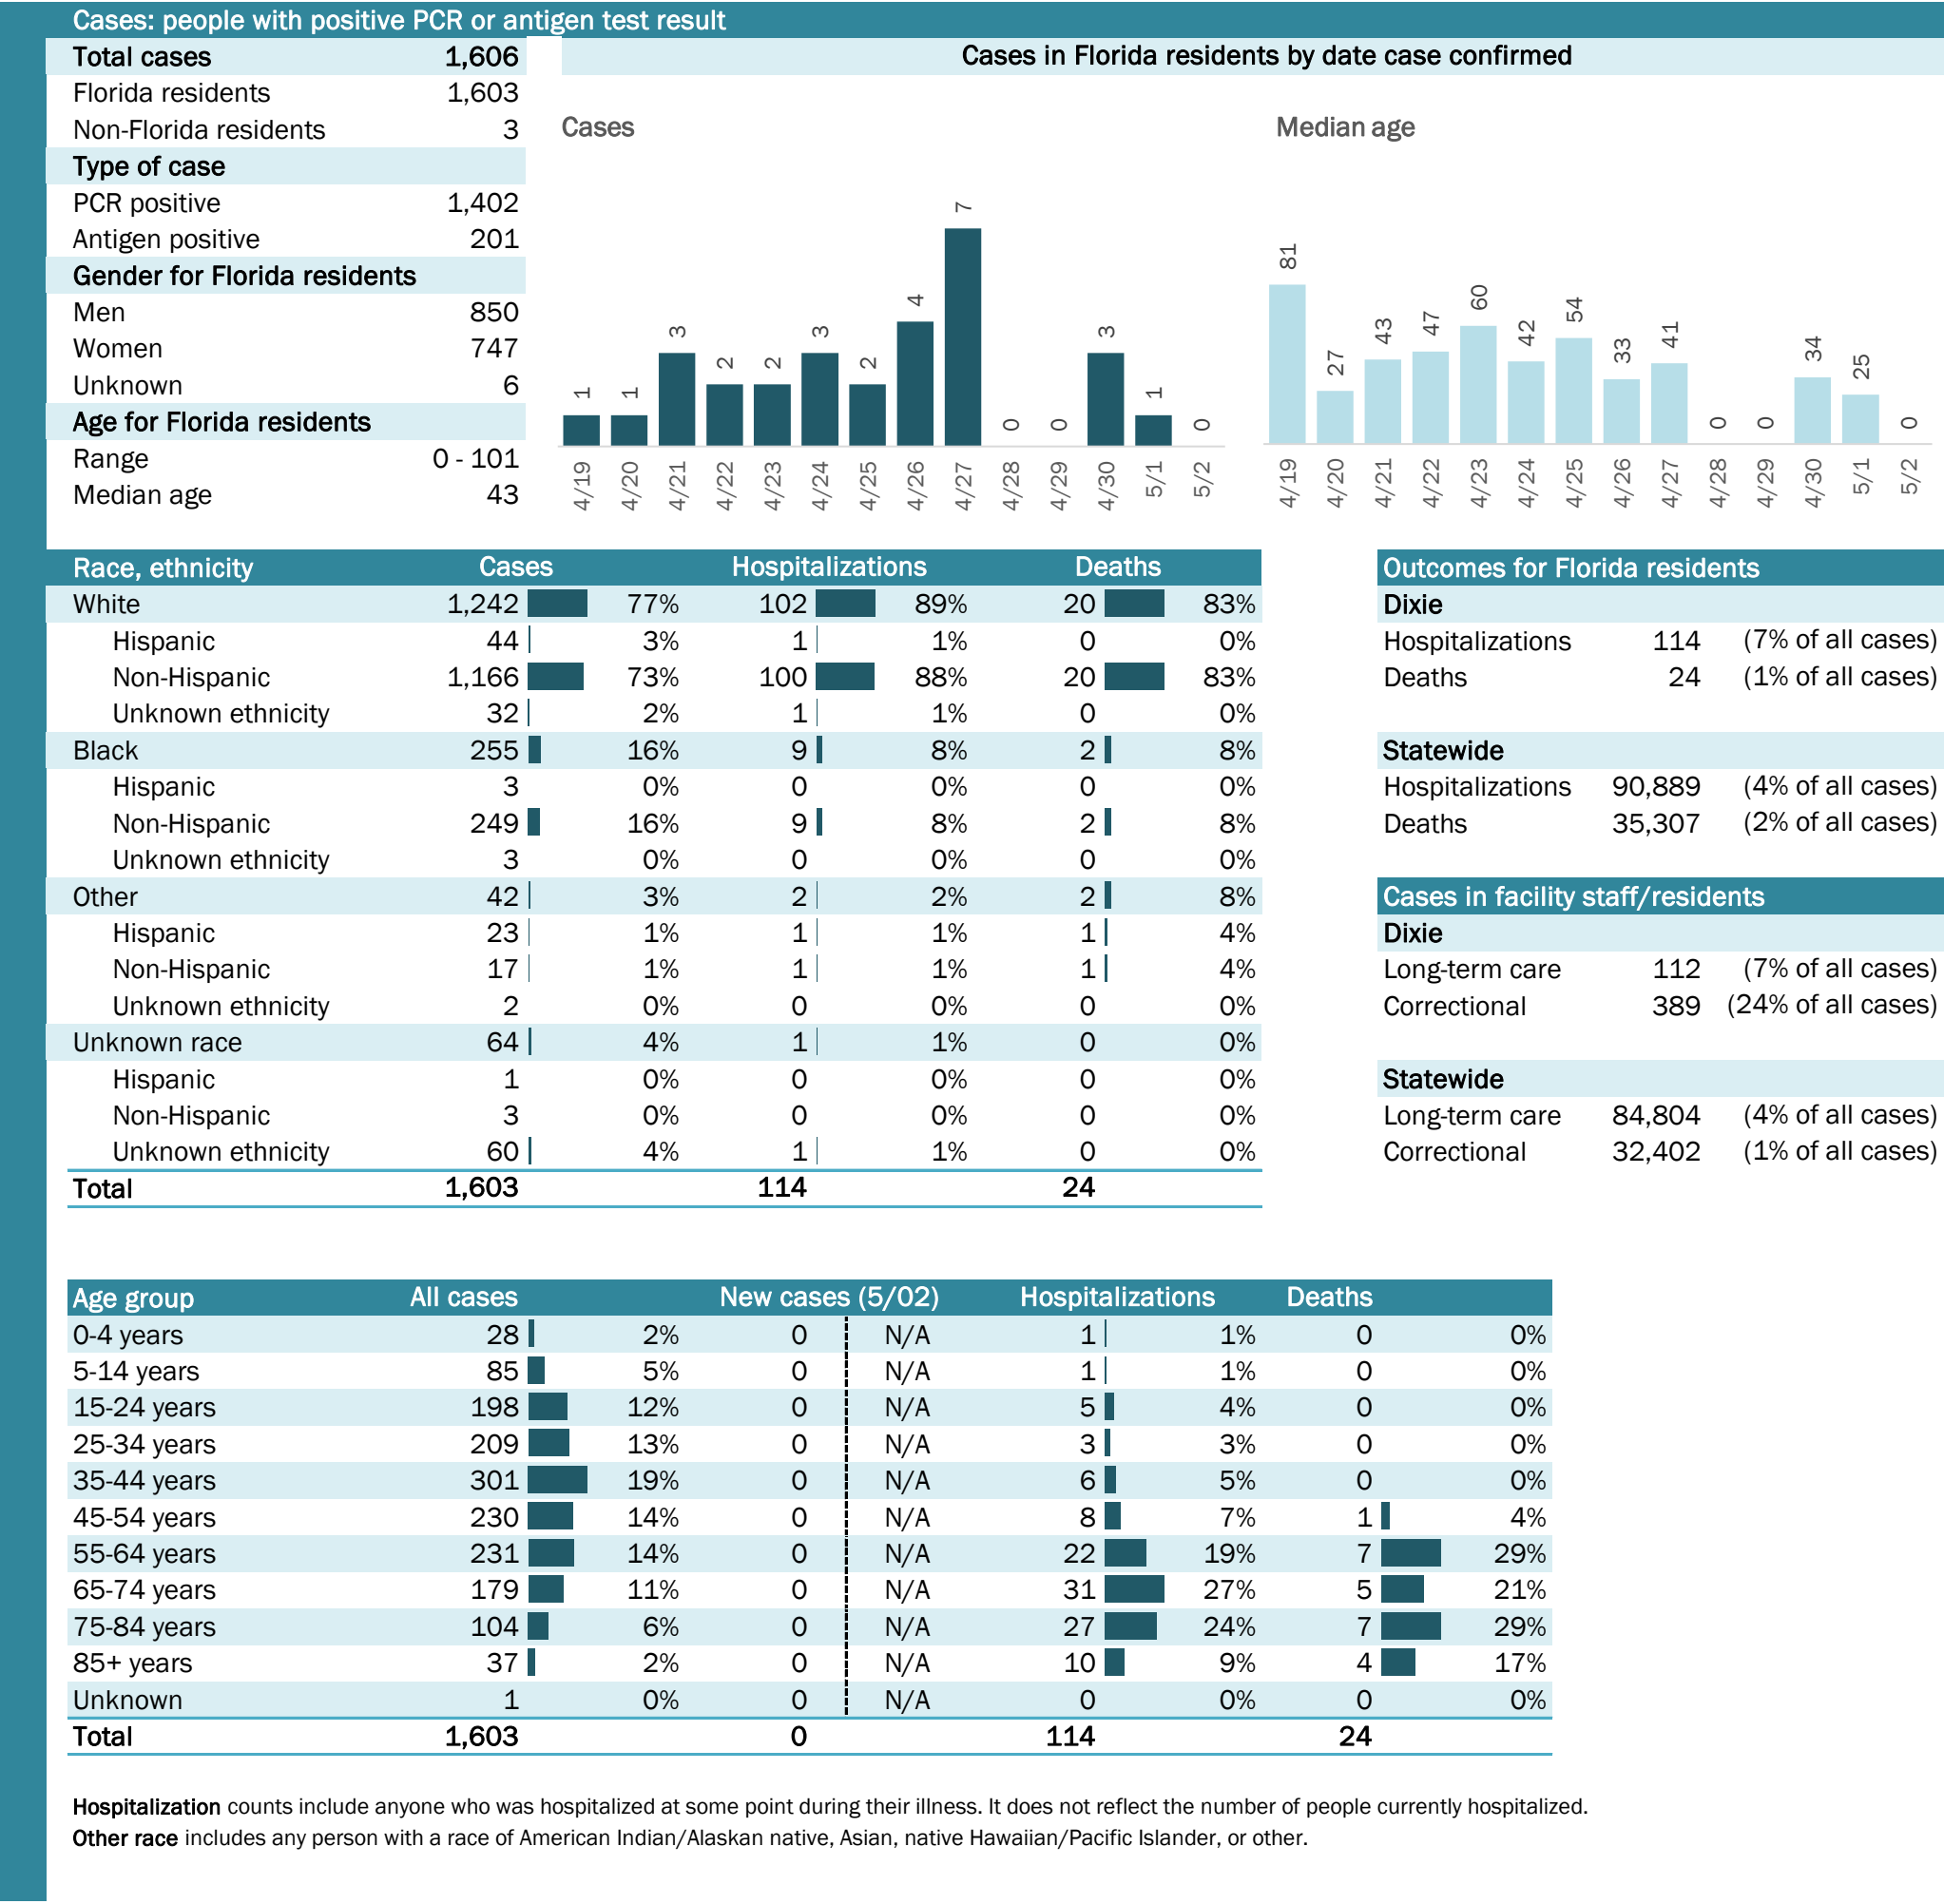 Cases: people with positive PCR or antigen test result
Total cases 1,606
Florida residents 1,603
Non-Florida residents 3
Type of case
PCR positive 1,402
Antigen positive 201
Gender for Florida residents
Men 850
Women 747
Unknown 6
Age for Florida residents
Range 0 - 101
Median age 43
Cases in Florida residents by date case confirmed
Cases
1 1 3 2 2 3 2 4 7 0 0 3 1 0
4/19 4/20 4/21 4/22 4/23 4/24 4/25 4/26 4/27 4/28 4/29 4/30 5/1 5/2
Median age
81 27 43 47 60 42 54 33 41 0 0 34 25 0
4/19 4/20 4/21 4/22 4/23 4/24 4/25 4/26 4/27 4/28 4/29 4/30 5/1 5/2
Race, ethnicity Cases Hospitalizations Deaths
White 1,242 77% 102 89% 20 83%
Hispanic 44 3% 1 1% 0 0%
Non-Hispanic 1,166 73% 100 88% 20 83%
Unknown ethnicity 32 2% 1 1% 0 0%
Black 255 16% 9 8% 2 8%
Hispanic 3 0% 0 0% 0 0%
Non-Hispanic 249 16% 9 8% 2 8%
Unknown ethnicity 3 0% 0 0% 0 0%
Other 42 3% 2 2% 2 8%
Hispanic 23 1% 1 1% 1 4%
Non-Hispanic 17 1% 1 1% 1 4%
Unknown ethnicity 2 0% 0 0% 0 0%
Unknown race 64 4% 1 1% 0 0%
Hispanic 1 0% 0 0% 0 0%
Non-Hispanic 3 0% 0 0% 0 0%
Unknown ethnicity 60 4% 1 1% 0 0%
Total 1,603 114 24
Outcomes for Florida residents
Dixie
Hospitalizations 114 (7% of all cases)
Deaths 24 (1% of all cases)
Statewide
Hospitalizations 90,889 (4% of all cases)
Deaths 35,307 (2% of all cases)
Cases in facility staff/residents
Dixie
Long-term care 112 (7% of all cases)
Correctional 389 (24% of all cases)
Statewide
Long-term care 84,804 (4% of all cases)
Correctional 32,402 (1% of all cases)
Age group All cases New cases (5/02) Hospitalizations Deaths
0-4 years 28 2% 0 N/A 1 1% 0 0%
5-14 years 85 5% 0 N/A 1 1% 0 0%
15-24 years 198 12% 0 N/A 5 4% 0 0%
25-34 years 209 13% 0 N/A 3 3% 0 0%
35-44 years 301 19% 0 N/A 6 5% 0 0%
45-54 years 230 14% 0 N/A 8 7% 1 4%
55-64 years 231 14% 0 N/A 22 19% 7 29%
65-74 years 179 11% 0 N/A 31 27% 5 21%
75-84 years 104 6% 0 N/A 27 24% 7 29%
85+ years 37 2% 0 N/A 10 9% 4 17%
Unknown 1 0% 0 N/A 0 0% 0 0%
Total 1,603 0 114 24
Hospitalization counts include anyone who was hospitalized at some point during their illness. It does not reflect the number of people currently hospitalized.
Other race includes any person with a race of American Indian/Alaskan native, Asian, native Hawaiian/Pacific Islander, or other.